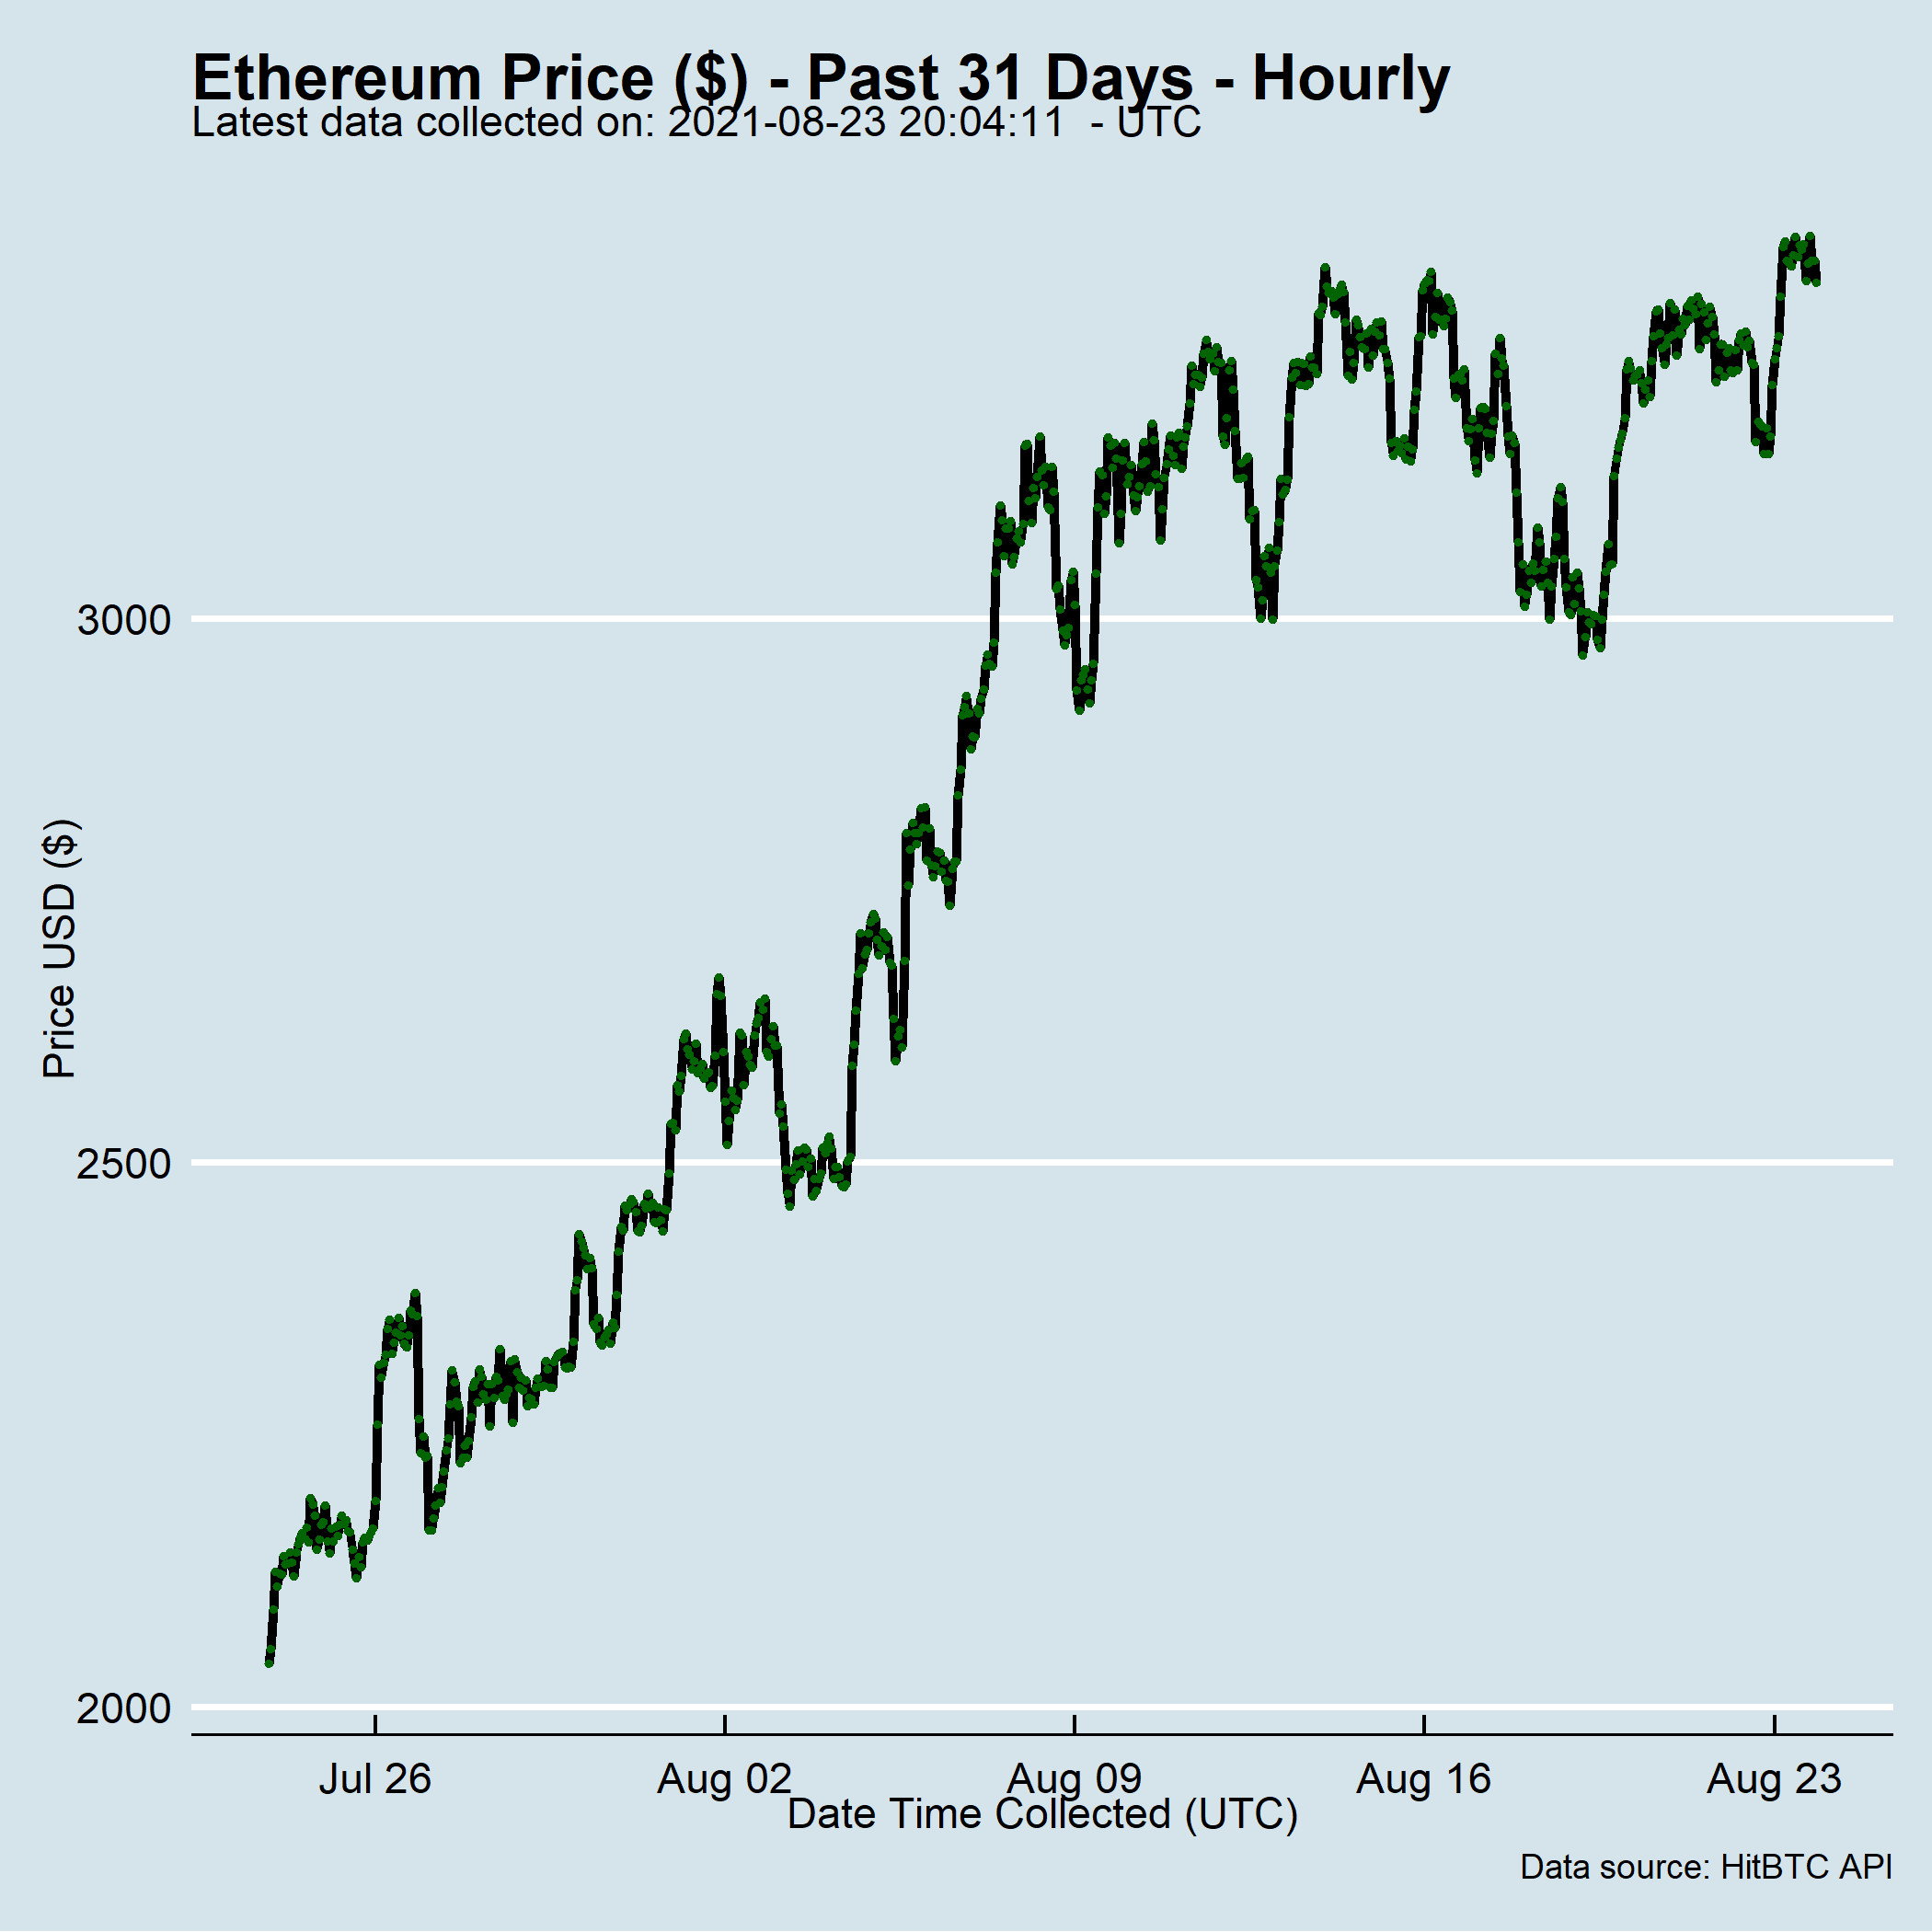 Ethereum Price ($) - Past 31 Days - Hourly
Latest data collected on: 2021-08-23 20:04:11  - UTC
3000
2500
2000
Price USD ($)
Jul 26 Aug 02 Aug 09 Aug 16 Aug 23
Date Time Collected (UTC)
Data source: HitBTC API